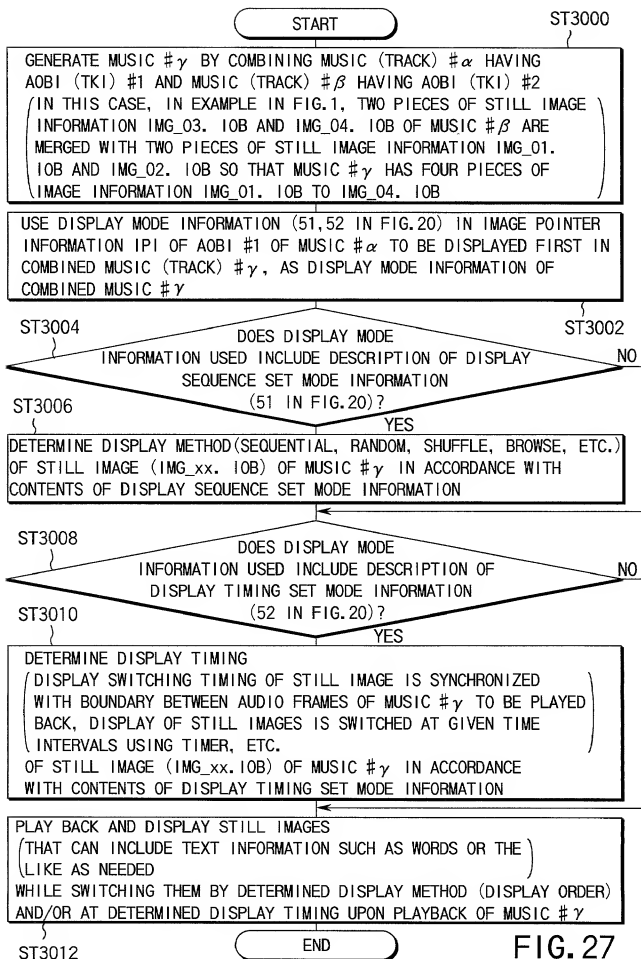 START
ST3000
GENERATE MUSIC #γ BY COMBINING MUSIC (TRACK) #α HAVING
AOBI (TKI) #1 AND MUSIC (TRACK) #β HAVING AOBI (TKI) #2
(IN THIS CASE, IN EXAMPLE IN FIG.1, TWO PIECES OF STILL IMAGE
INFORMATION IMG_03. IOB AND IMG_04. IOB OF MUSIC #β ARE
MERGED WITH TWO PIECES OF STILL IMAGE INFORMATION IMG_01.
IOB AND IMG_02. IOB SO THAT MUSIC #γ HAS FOUR PIECES OF
IMAGE INFORMATION IMG_01. IOB TO IMG_04. IOB)
USE DISPLAY MODE INFORMATION (51,52 IN FIG.20) IN IMAGE POINTER
INFORMATION IPI OF AOBI #1 OF MUSIC #α TO BE DISPLAYED FIRST IN
COMBINED MUSIC (TRACK) #γ, AS DISPLAY MODE INFORMATION OF
COMBINED MUSIC #γ
ST3002
ST3004
DOES DISPLAY MODE
INFORMATION USED INCLUDE DESCRIPTION OF DISPLAY
SEQUENCE SET MODE INFORMATION
(51 IN FIG.20)?
NO
YES
ST3006
DETERMINE DISPLAY METHOD(SEQUENTIAL, RANDOM, SHUFFLE, BROWSE, ETC.)
OF STILL IMAGE (IMG_xx. IOB) OF MUSIC #γ IN ACCORDANCE WITH
CONTENTS OF DISPLAY SEQUENCE SET MODE INFORMATION
ST3008
DOES DISPLAY MODE
INFORMATION USED INCLUDE DESCRIPTION OF
DISPLAY TIMING SET MODE INFORMATION
(52 IN FIG.20)?
NO
YES
ST3010
DETERMINE DISPLAY TIMING
(DISPLAY SWITCHING TIMING OF STILL IMAGE IS SYNCHRONIZED
WITH BOUNDARY BETWEEN AUDIO FRAMES OF MUSIC #γ TO BE PLAYED
BACK, DISPLAY OF STILL IMAGES IS SWITCHED AT GIVEN TIME
INTERVALS USING TIMER, ETC.)
OF STILL IMAGE (IMG_xx. IOB) OF MUSIC #γ IN ACCORDANCE
WITH CONTENTS OF DISPLAY TIMING SET MODE INFORMATION
PLAY BACK AND DISPLAY STILL IMAGES
(THAT CAN INCLUDE TEXT INFORMATION SUCH AS WORDS OR THE
LIKE AS NEEDED)
WHILE SWITCHING THEM BY DETERMINED DISPLAY METHOD (DISPLAY ORDER)
AND/OR AT DETERMINED DISPLAY TIMING UPON PLAYBACK OF MUSIC #γ
ST3012
END
FIG.27